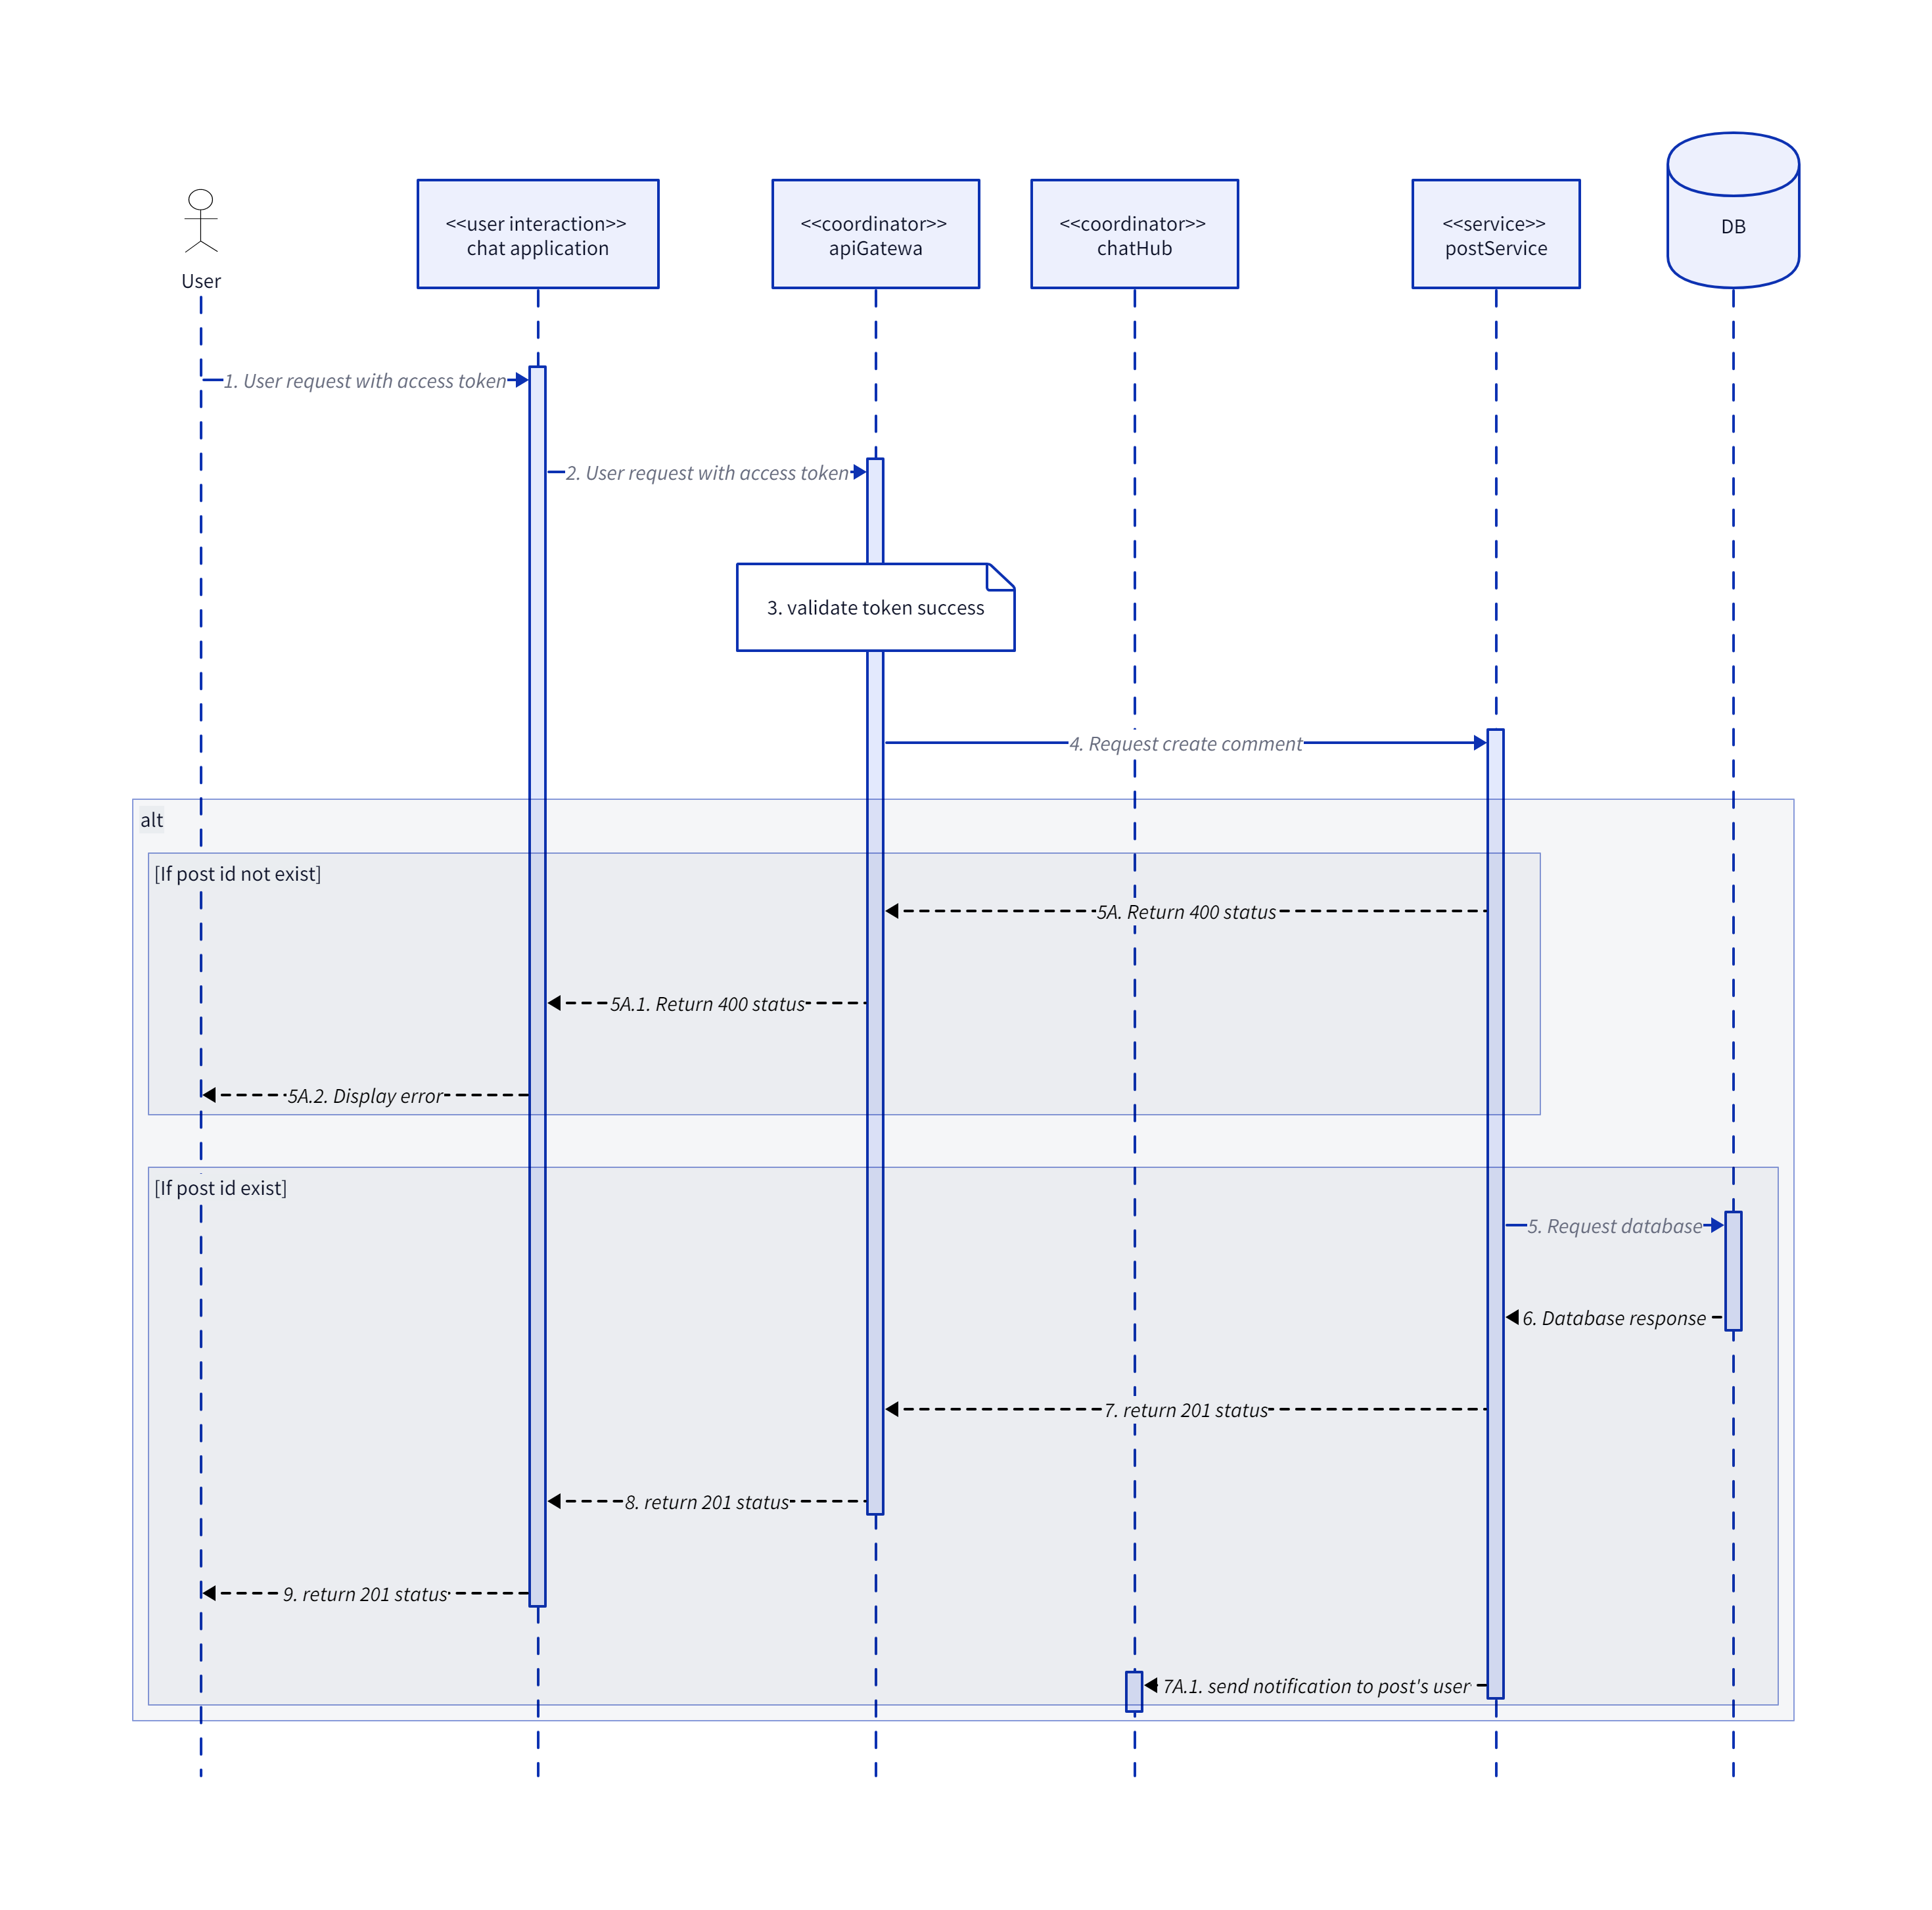 <<user interaction>>
chat application
<<coordinator>>
apiGatewa
<<coordinator>>
chatHub
<<service>>
postService
DB
User
1. User request with access token
2. User request with access token
3. validate token success
4. Request create comment
alt
[If post id not exist]
5A. Return 400 status
5A.1. Return 400 status
5A.2. Display error
[If post id exist]
5. Request database
6. Database response
7. return 201 status
8. return 201 status
9. return 201 status
7A.1. send notification to post's user